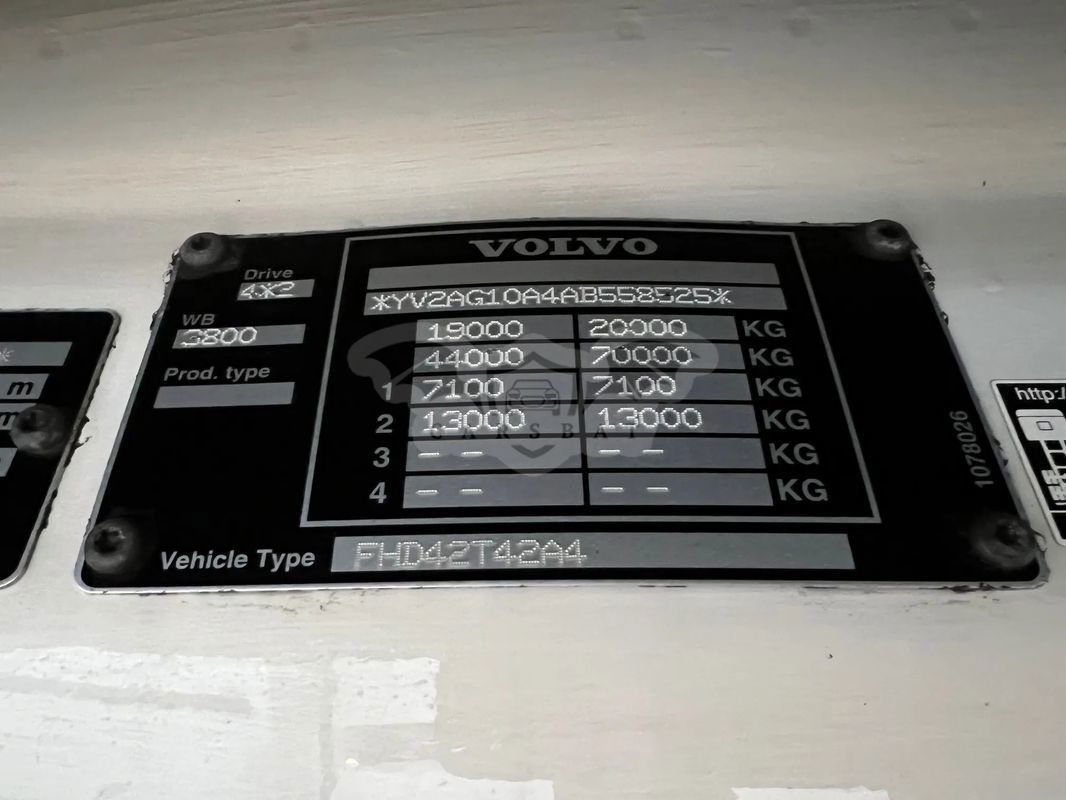 VOLVO
Drive
4X2
*YV2AG10A4AB558525*
WB
3800
19000 20000 KG
44000 70000 KG
Prod. type
1 7100 7100 KG
2 13000 13000 KG
3 -- -- KG
4 -- -- KG
Vehicle Type FHD42T42A4
1078026
CARSBAT
m
m
http:/